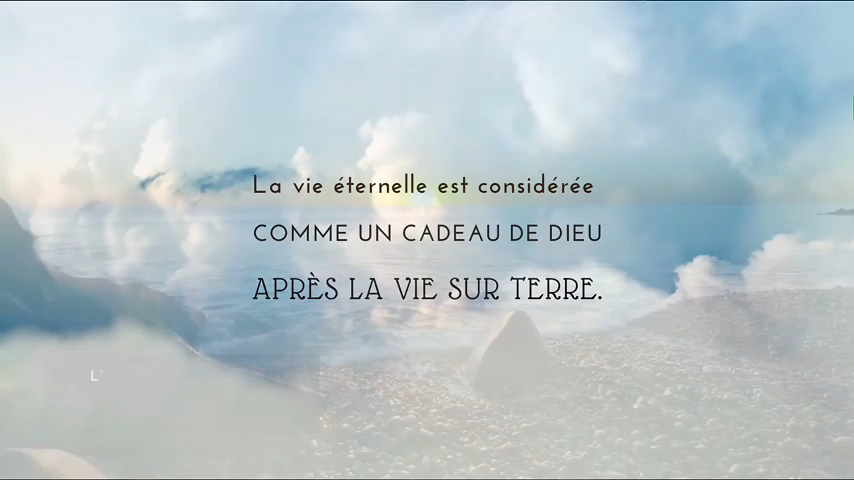 La vie éternelle est considérée
COMME UN CADEAU DE DIEU
APRÈS LA VIE SUR TERRE.
L'